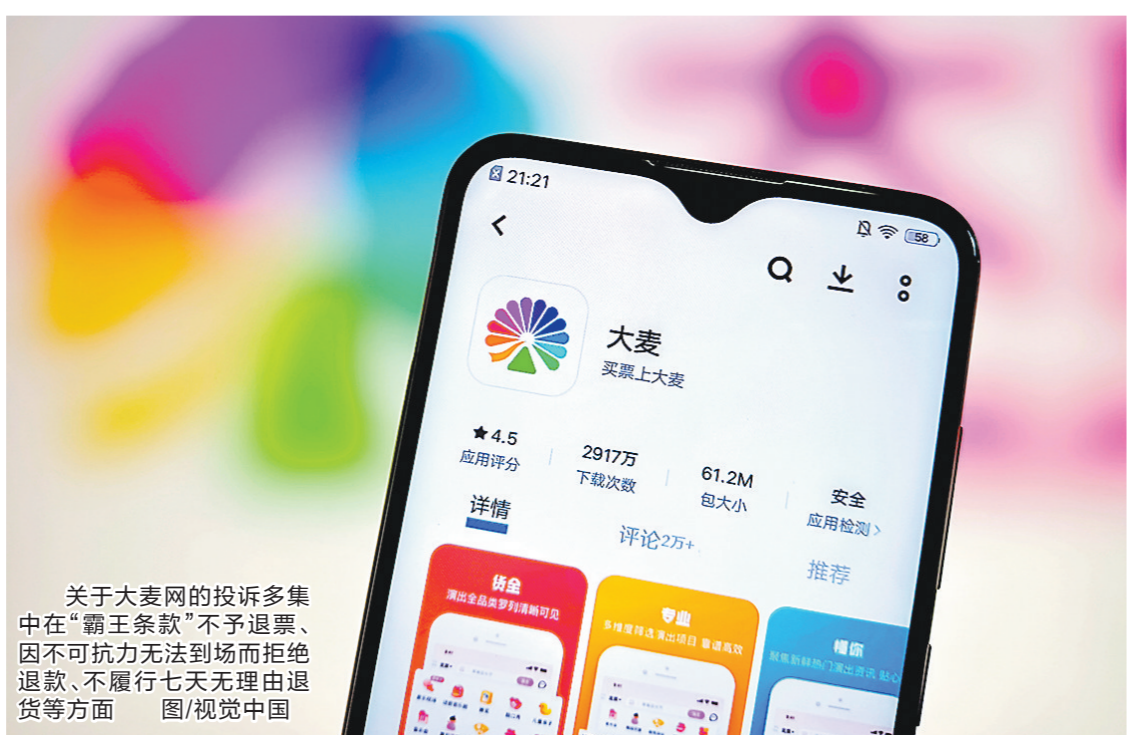 21:21
58
大麦
买票上大麦
★4.5
应用评分
2917万
下载次数
61.2M
包大小
安全
应用检测
详情
评论2万+
推荐
货全
演出全品类罗列清晰可见
专业
多维度筛选演出项目 靠谱高效
懂你
聚焦新鲜热门演出资讯 贴心
关于大麦网的投诉多集
中在“霸王条款”不予退票、
因不可抗力无法到场而拒绝
退款、不履行七天无理由退
货等方面 图/视觉中国